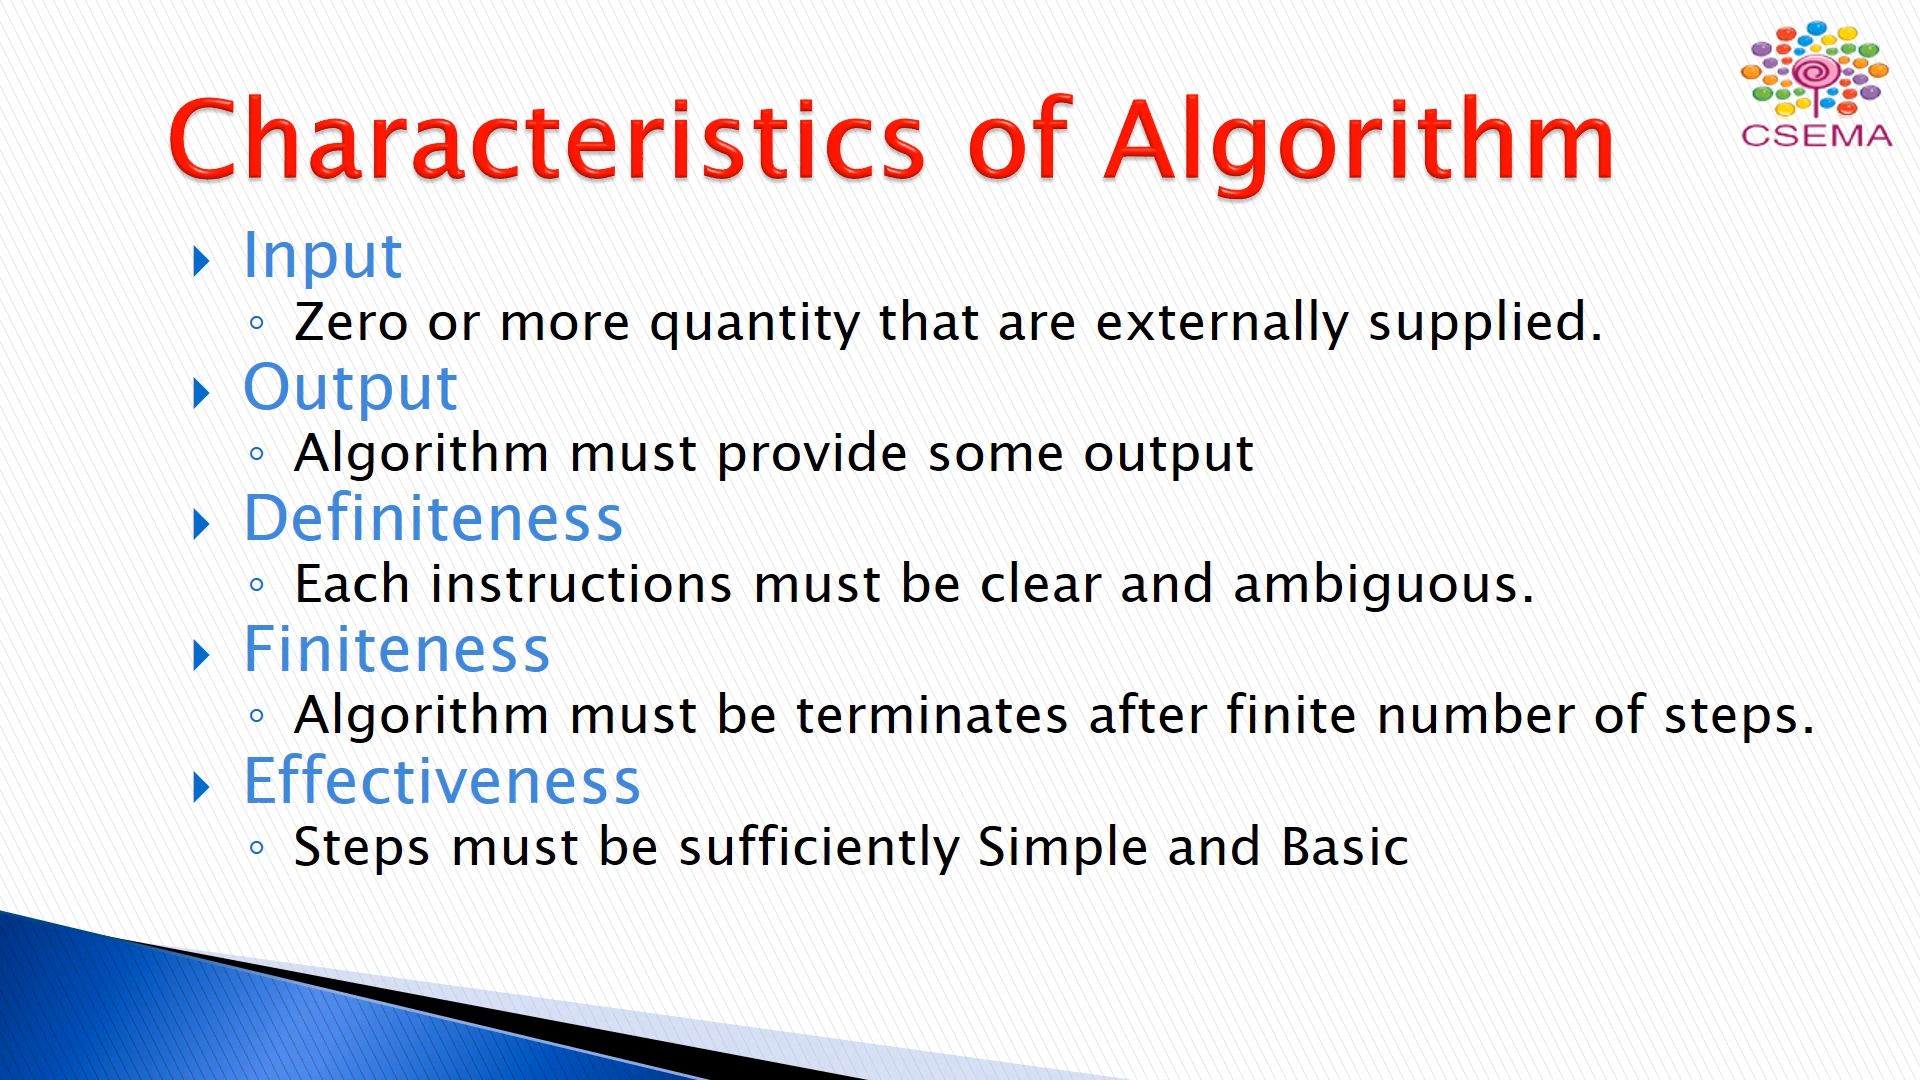 CSEMA
Characteristics of Algorithm
Input
Zero or more quantity that are externally supplied.
Output
Algorithm must provide some output
Definiteness
Each instructions must be clear and ambiguous.
Finiteness
Algorithm must be terminates after finite number of steps.
Effectiveness
Steps must be sufficiently Simple and Basic